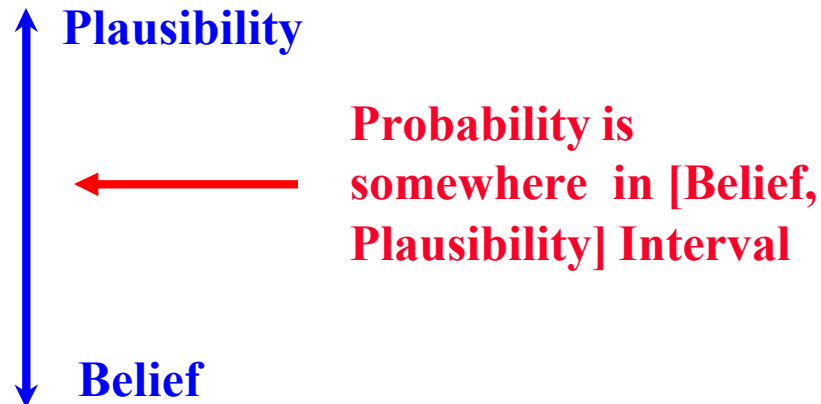 Plausibility
Probability is
somewhere in [Belief,
Plausibility] Interval
Belief